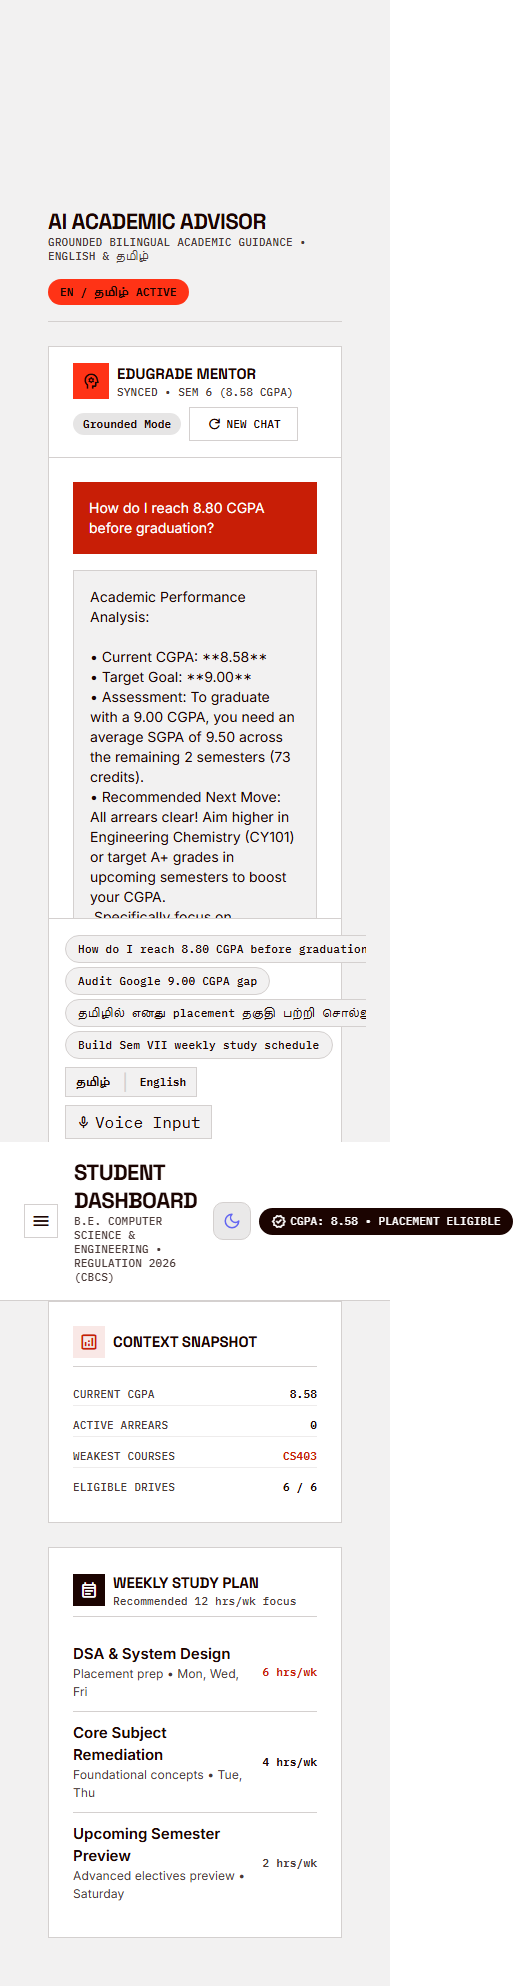 AI ACADEMIC ADVISOR
GROUNDED BILINGUAL ACADEMIC GUIDANCE •
ENGLISH & தமிழ்
EN / தமிழ் ACTIVE
EDUGRADE MENTOR
SYNCED • SEM 6 (8.58 CGPA)
Grounded Mode
NEW CHAT
How do I reach 8.80 CGPA
before graduation?
Academic Performance
Analysis:
• Current CGPA: **8.58**
• Target Goal: **9.00**
• Assessment: To graduate
with a 9.00 CGPA, you need an
average SGPA of 9.50 across
the remaining 2 semesters (73
credits).
• Recommended Next Move:
All arrears clear! Aim higher in
Engineering Chemistry (CY101)
or target A+ grades in
upcoming semesters to boost
your CGPA.
Specifically focus on
How do I reach 8.80 CGPA before graduation
Audit Google 9.00 CGPA gap
தமிழில் எனது placement தகுதி பற்றி
Build Sem VII weekly study schedule
தமிழ் English
Voice Input
STUDENT
DASHBOARD
B.E. COMPUTER
SCIENCE &
ENGINEERING •
REGULATION 2026
(CBCS)
CGPA: 8.58 • PLACEMENT ELIGIBLE
CONTEXT SNAPSHOT
CURRENT CGPA 8.58
ACTIVE ARREARS 0
WEAKEST COURSES CS403
ELIGIBLE DRIVES 6 / 6
WEEKLY STUDY PLAN
Recommended 12 hrs/wk focus
DSA & System Design
Placement prep • Mon, Wed,
Fri
6 hrs/wk
Core Subject
Remediation
Foundational concepts • Tue,
Thu
4 hrs/wk
Upcoming Semester
Preview
Advanced electives preview •
Saturday
2 hrs/wk